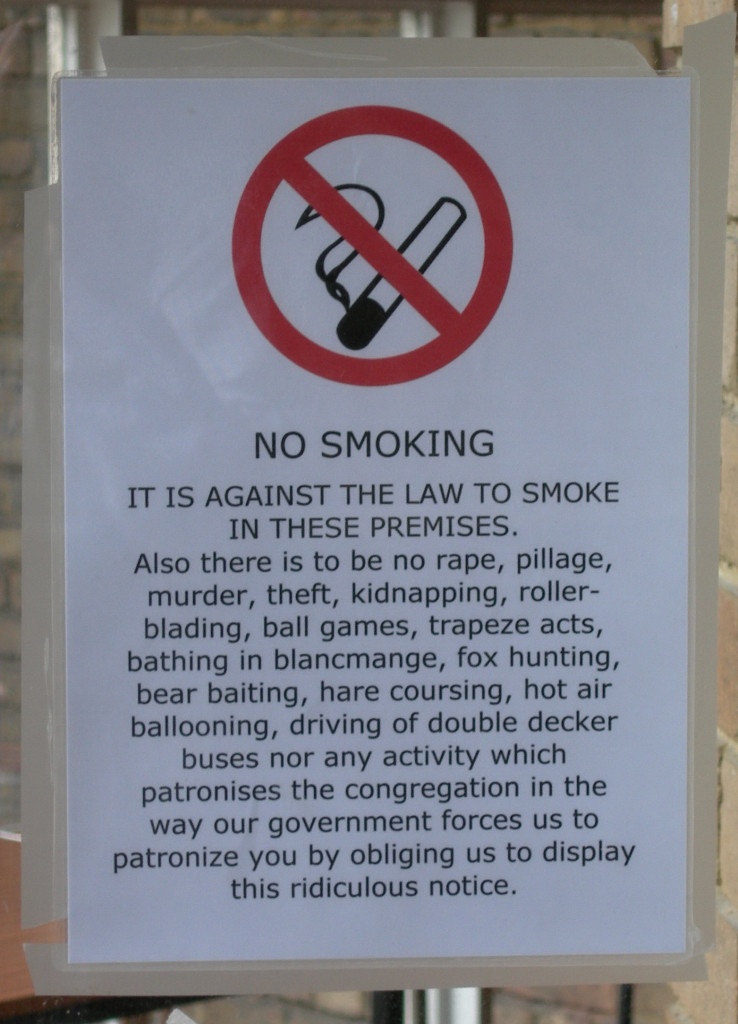 NO SMOKING
IT IS AGAINST THE LAW TO SMOKE
IN THESE PREMISES.
Also there is to be no rape, pillage,
murder, theft, kidnapping, roller-
blading, ball games, trapeze acts,
bathing in blancmange, fox hunting,
bear baiting, hare coursing, hot air
ballooning, driving of double decker
buses nor any activity which
patronises the congregation in the
way our government forces us to
patronize you by obliging us to display
this ridiculous notice.